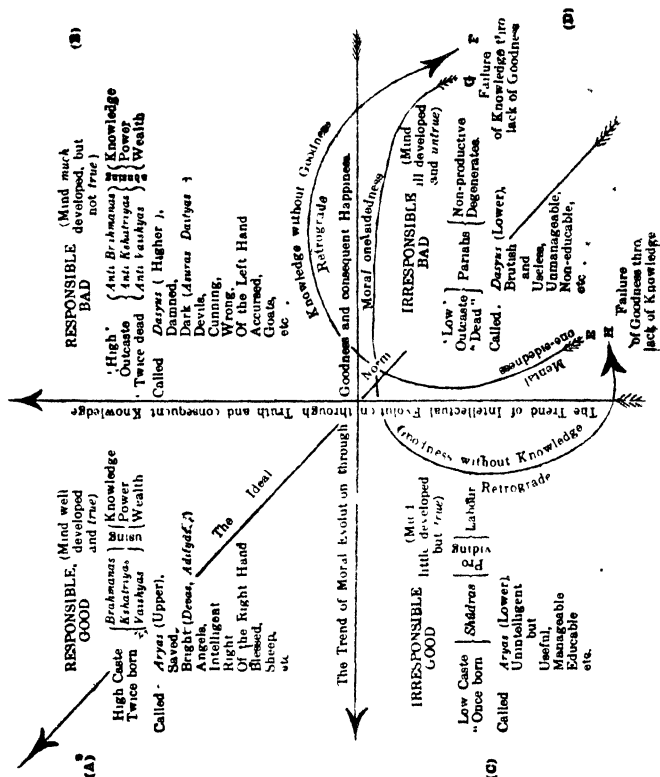 (A)
RESPONSIBLE, (Mind well
GOOD developed
and true)
High Caste { Brahmanas } using { Knowledge
Twice born { Kshatriyas } { Power
{ Vaishyas } { Wealth
Called - Aryas (Upper),
Saved,
Bright (Devas, Adityas,)
Angels,
Intelligent
Right
Of the Right Hand
Blessed,
Sheep,
etc
The Ideal
(B)
RESPONSIBLE (Mind much
BAD developed, but
not true)
'High' { Anti Brahmanas } { Knowledge
Outcaste { Anti Kshatriyas } { Power
'Twice dead { Anti Vaishyas } { Wealth
Called Dasyus (Higher),
Damned,
Dark (Asuras Daityas)
Devils,
Cunning,
Wrong.
Of the Left Hand
Accursed,
Goats,
etc.
The Trend of Moral Evolution through Goodness and consequent Happiness
The Trend of Intellectual Evolution through Truth and consequent Knowledge
Norm
Knowledge without Goodness
Retrograde
Moral onesidedness
F
G
Failure
of Knowledge thro
lack of Goodness
(C)
IRRESPONSIBLE (Mind
GOOD little developed
but true)
Low Caste { Shudras } Providing { Labour
"Once born
Called Aryas (Lower),
Unintelligent
but
Useful,
Manageable
Educable
etc.
Goodness without Knowledge
Retrograde
Mental one-sidedness
E
H
Failure
of Goodness thro,
lack of Knowledge
(D)
IRRESPONSIBLE (Mind
BAD ill developed
and untrue)
'Low' { Pariahs { Non-productive
Outcaste { Degenerates
"Dead"
Called. Dasyus (Lower),
Brutish
and
Useless,
Unmanageable,
Non-educable,
etc.